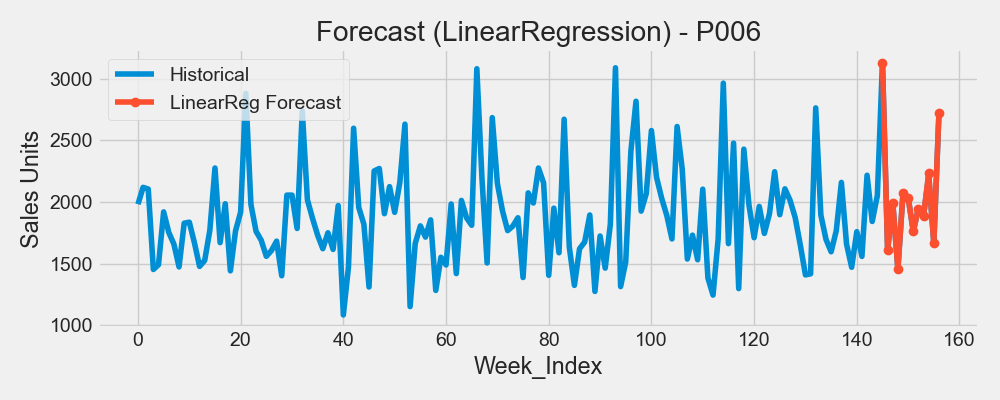 Forecast (LinearRegression) - P006
Historical
LinearReg Forecast
Sales Units
3000
2500
2000
1500
1000
0 20 40 60 80 100 120 140 160
Week_Index